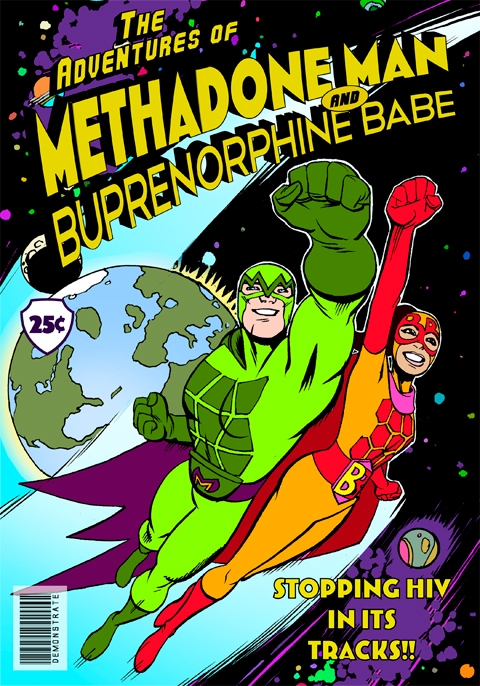 THE
ADVENTURES OF
METHADONE MAN
AND
BUPRENORPHINE BABE
25¢
M
B
STOPPING HIV
IN ITS
TRACKS!!
DEMONSTRATE